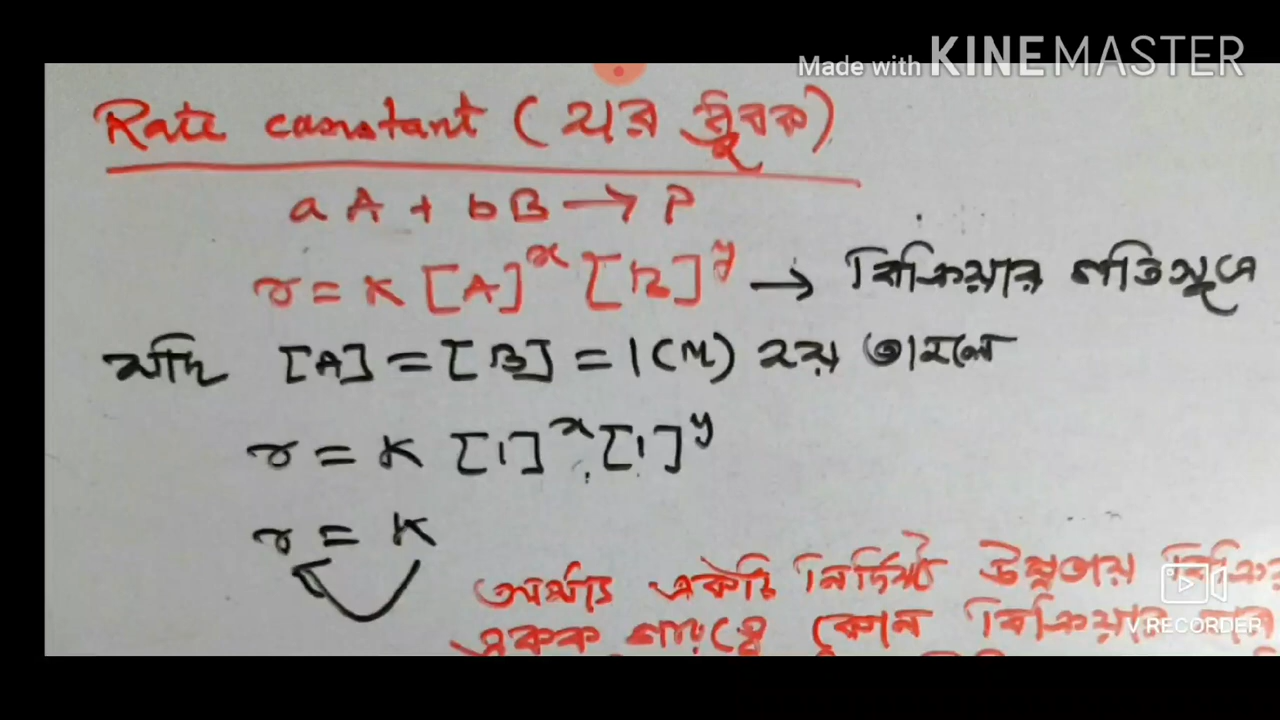 Made with KINEMASTER
Rate constant (হার ধ্রুবক)
aA + bB → P
r = K [A]^x [B]^y → বিক্রিয়ার গতিসূত্র
যদি [A] = [B] = 1(M) হয় তাহলে
r = K [1]^x [1]^y
r = K
অর্থাৎ একটি নির্দিষ্ট উষ্ণতায়
একক গাঢ়ত্বে কোন বিক্রিয়ার
V RECORDER